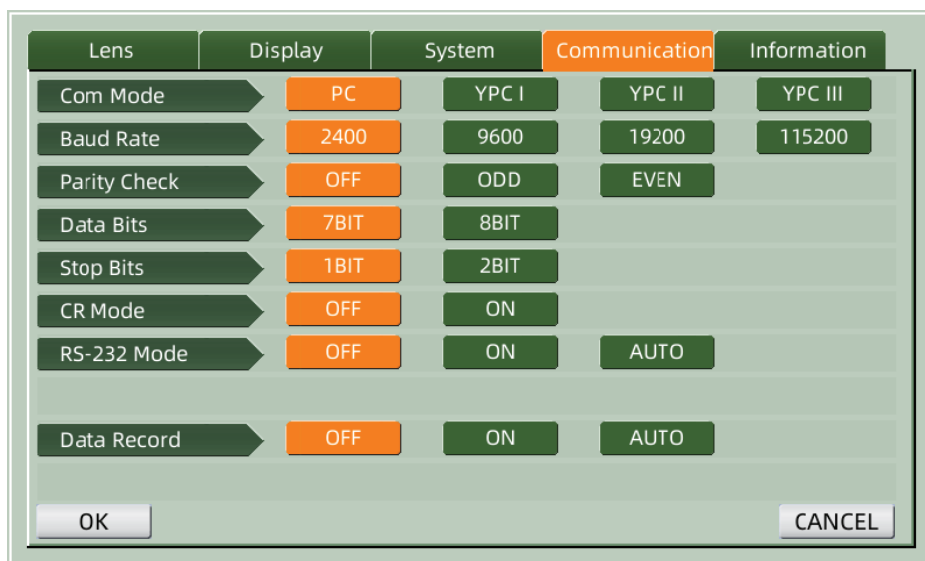 Lens Display System Communication Information
Com Mode PC YPC I YPC II YPC III
Baud Rate 2400 9600 19200 115200
Parity Check OFF ODD EVEN
Data Bits 7BIT 8BIT
Stop Bits 1BIT 2BIT
CR Mode OFF ON
RS-232 Mode OFF ON AUTO
Data Record OFF ON AUTO
OK CANCEL